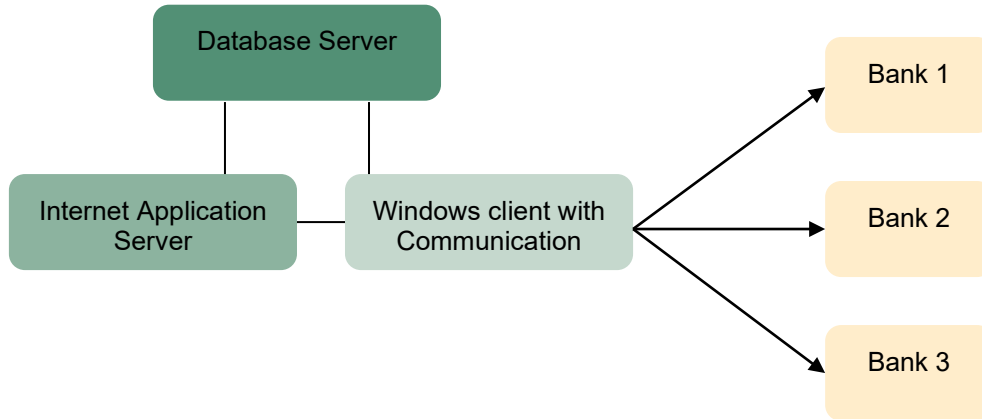 Database Server
Bank 1
Internet Application
Server
Windows client with
Communication
Bank 2
Bank 3